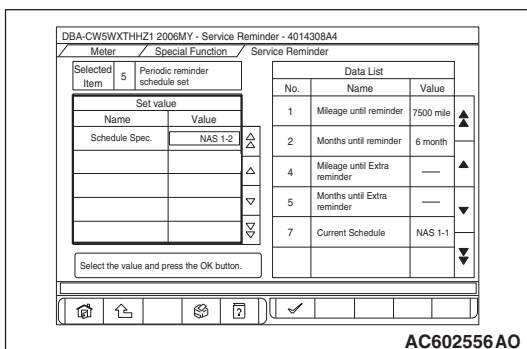 DBA-CW5WXTHHZ1 2006MY - Service Reminder - 4014308A4
Meter Special Function Service Reminder
Selected Item 5 Periodic reminder schedule set
Set value
Name Value
Schedule Spec. NAS 1-2
Select the value and press the OK button.
Data List
No. Name Value
1 Mileage until reminder 7500 mile
2 Months until reminder 6 month
4 Mileage until Extra reminder —
5 Months until Extra reminder —
7 Current Schedule NAS 1-1
?
AC602556AO